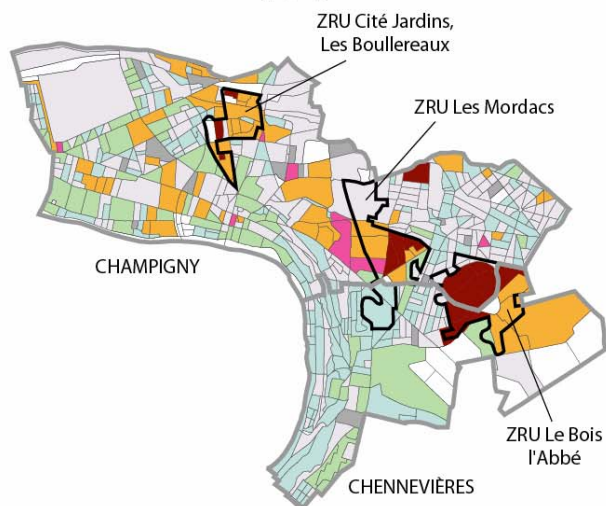 ZRU Cité Jardins,
Les Boullereaux
ZRU Les Mordacs
CHAMPIGNY
ZRU Le Bois
l'Abbé
CHENNEVIÈRES